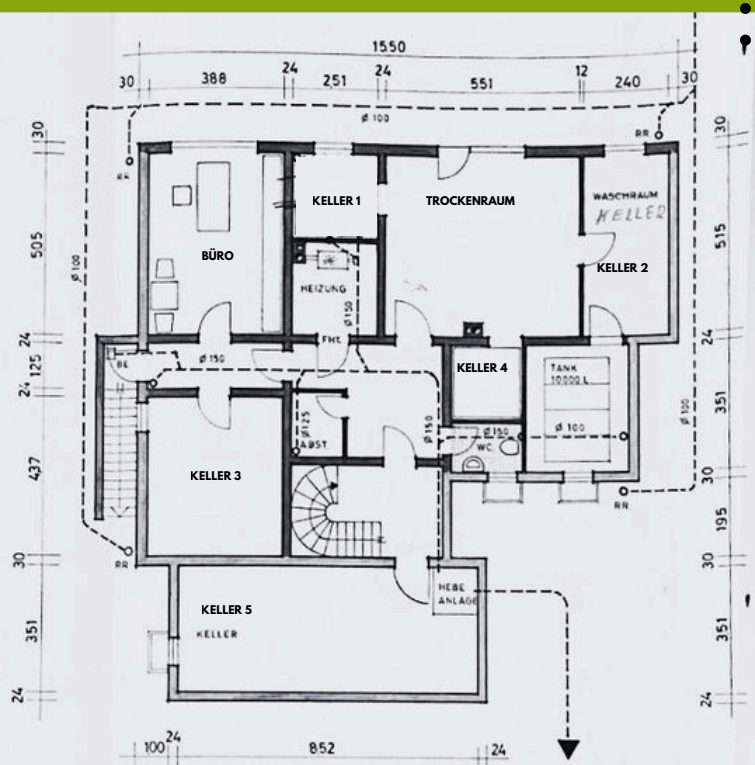 1550
30 388 24 251 24 551 12 240 30
Ø 100
RR
RR
30
505
24
125
24
437
30
351
24
30
515
24
351
30
195
30
351
24
Ø 100
Ø 100
BÜRO
KELLER 1
TROCKENRAUM
WASCHRAUM
KELLER
KELLER 2
HEIZUNG
Ø 150
FHT.
BE
Ø 150
KELLER 4
TANK
10000 L
Ø 125
ABST.
Ø 150
Ø 150
WC
Ø 100
KELLER 3
RR
RR
HEBE
ANLAGE
KELLER 5
KELLER
100 24 852 24